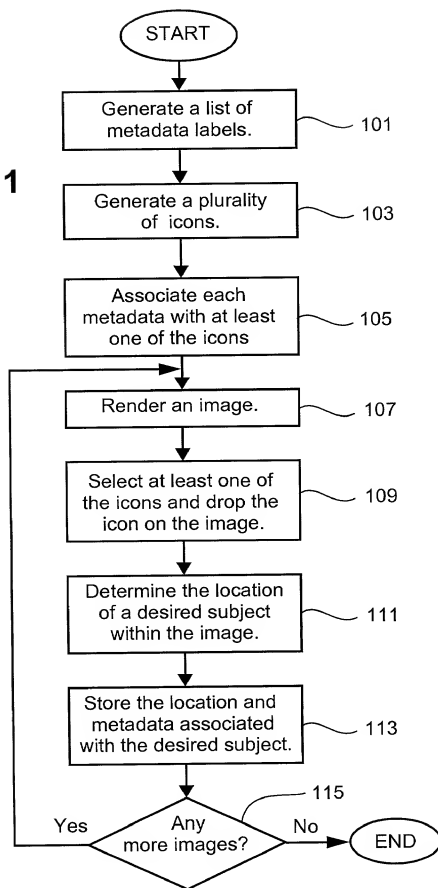 START
Generate a list of
metadata labels.
101
1
Generate a plurality
of icons.
103
Associate each
metadata with at least
one of the icons
105
Render an image.
107
Select at least one of
the icons and drop the
icon on the image.
109
Determine the location
of a desired subject
within the image.
111
Store the location and
metadata associated
with the desired subject.
113
115
Yes
Any
more images?
No
END